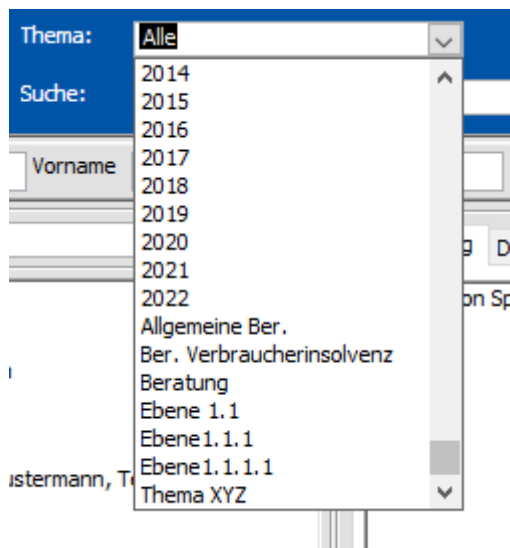 Thema: Alle
2014
Suche: 2015
2016
Vorname 2017
2018
2019
2020
2021
2022
Allgemeine Ber.
Ber. Verbraucherinsolvenz
Beratung
Ebene 1.1
Ebene1.1.1
Ebene1.1.1.1
Thema XYZ